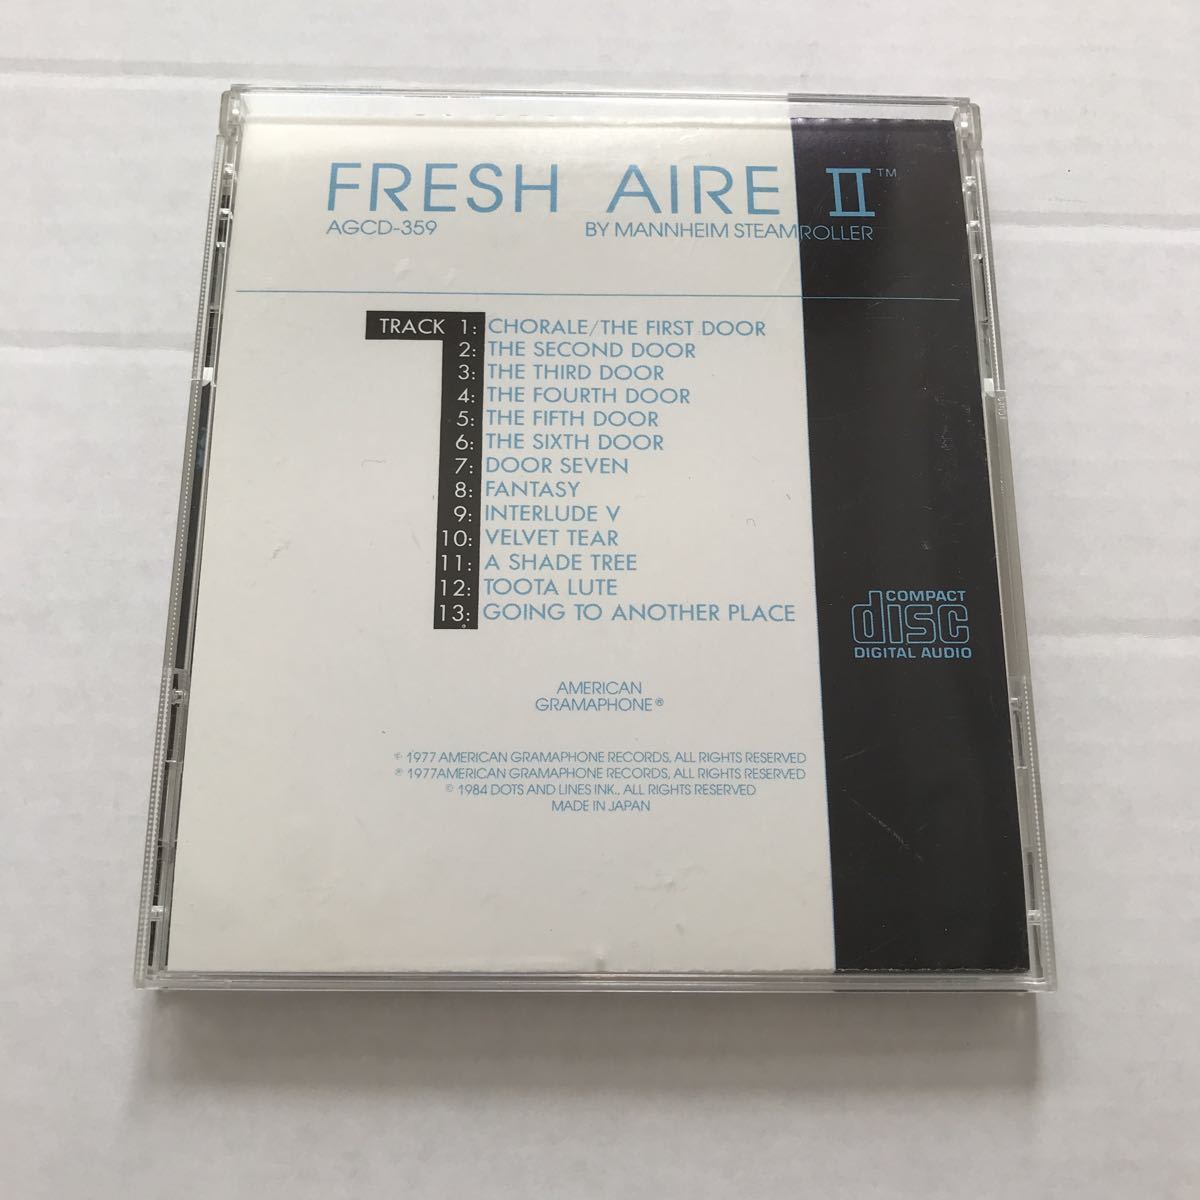 FRESH AIRE II™
AGCD-359
BY MANNHEIM STEAMROLLER
TRACK 1: CHORALE/THE FIRST DOOR
2: THE SECOND DOOR
3: THE THIRD DOOR
4: THE FOURTH DOOR
5: THE FIFTH DOOR
6: THE SIXTH DOOR
7: DOOR SEVEN
8: FANTASY
9: INTERLUDE V
10: VELVET TEAR
11: A SHADE TREE
12: TOOTA LUTE
13: GOING TO ANOTHER PLACE
COMPACT
disc
DIGITAL AUDIO
AMERICAN
GRAMAPHONE®
1977 AMERICAN GRAMAPHONE RECORDS, ALL RIGHTS RESERVED
1977AMERICAN GRAMAPHONE RECORDS, ALL RIGHTS RESERVED
© 1984 DOTS AND LINES INK., ALL RIGHTS RESERVED
MADE IN JAPAN